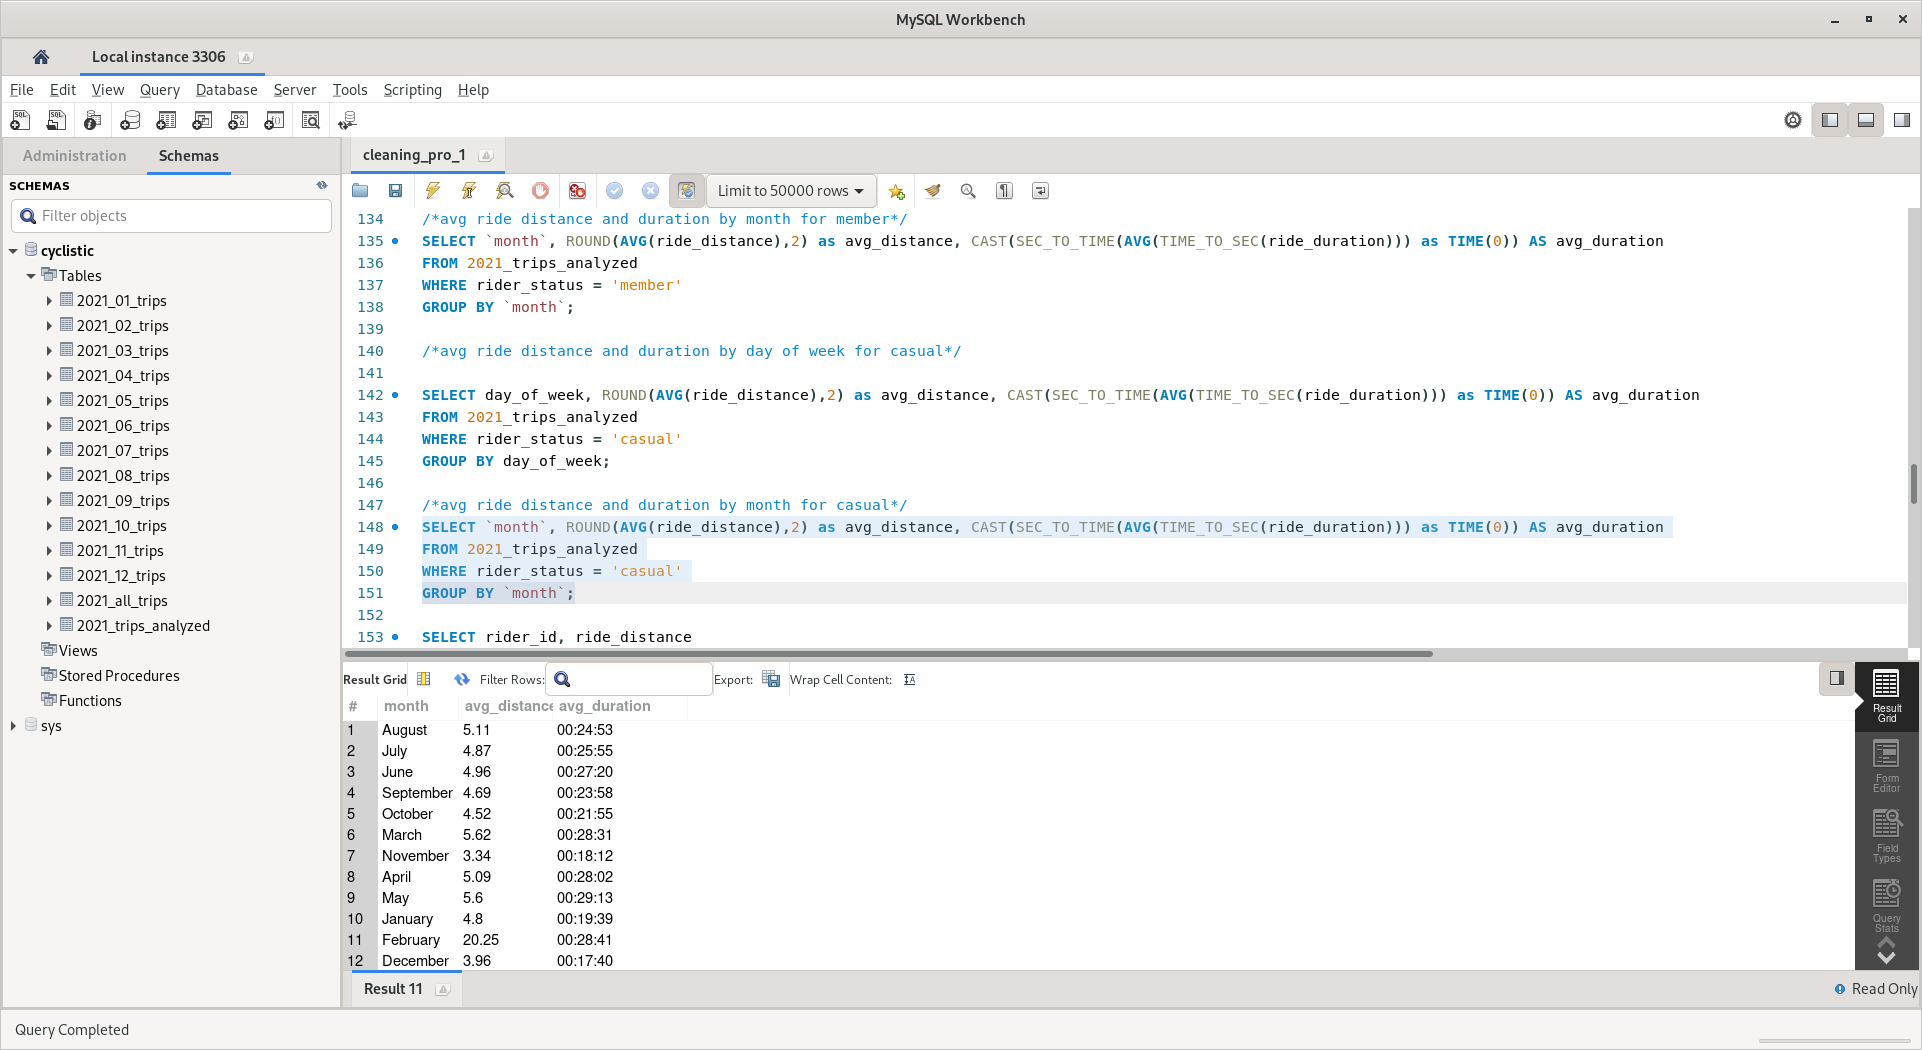 MySQL Workbench
Local instance 3306
File Edit View Query Database Server Tools Scripting Help
Administration Schemas
SCHEMAS
Filter objects
cyclistic
Tables
2021_01_trips
2021_02_trips
2021_03_trips
2021_04_trips
2021_05_trips
2021_06_trips
2021_07_trips
2021_08_trips
2021_09_trips
2021_10_trips
2021_11_trips
2021_12_trips
2021_all_trips
2021_trips_analyzed
Views
Stored Procedures
Functions
sys
cleaning_pro_1
Limit to 50000 rows
134 /*avg ride distance and duration by month for member*/
135 SELECT `month`, ROUND(AVG(ride_distance),2) as avg_distance, CAST(SEC_TO_TIME(AVG(TIME_TO_SEC(ride_duration))) as TIME(0)) AS avg_duration
136 FROM 2021_trips_analyzed
137 WHERE rider_status = 'member'
138 GROUP BY `month`;
139
140 /*avg ride distance and duration by day of week for casual*/
141
142 SELECT day_of_week, ROUND(AVG(ride_distance),2) as avg_distance, CAST(SEC_TO_TIME(AVG(TIME_TO_SEC(ride_duration))) as TIME(0)) AS avg_duration
143 FROM 2021_trips_analyzed
144 WHERE rider_status = 'casual'
145 GROUP BY day_of_week;
146
147 /*avg ride distance and duration by month for casual*/
148 SELECT `month`, ROUND(AVG(ride_distance),2) as avg_distance, CAST(SEC_TO_TIME(AVG(TIME_TO_SEC(ride_duration))) as TIME(0)) AS avg_duration
149 FROM 2021_trips_analyzed
150 WHERE rider_status = 'casual'
151 GROUP BY `month`;
152
153 SELECT rider_id, ride_distance
Result Grid Filter Rows: Export: Wrap Cell Content:
# month avg_distance avg_duration
1 August 5.11 00:24:53
2 July 4.87 00:25:55
3 June 4.96 00:27:20
4 September 4.69 00:23:58
5 October 4.52 00:21:55
6 March 5.62 00:28:31
7 November 3.34 00:18:12
8 April 5.09 00:28:02
9 May 5.6 00:29:13
10 January 4.8 00:19:39
11 February 20.25 00:28:41
12 December 3.96 00:17:40
Result
Grid
Form
Editor
Field
Types
Query
Stats
Result 11
Read Only
Query Completed